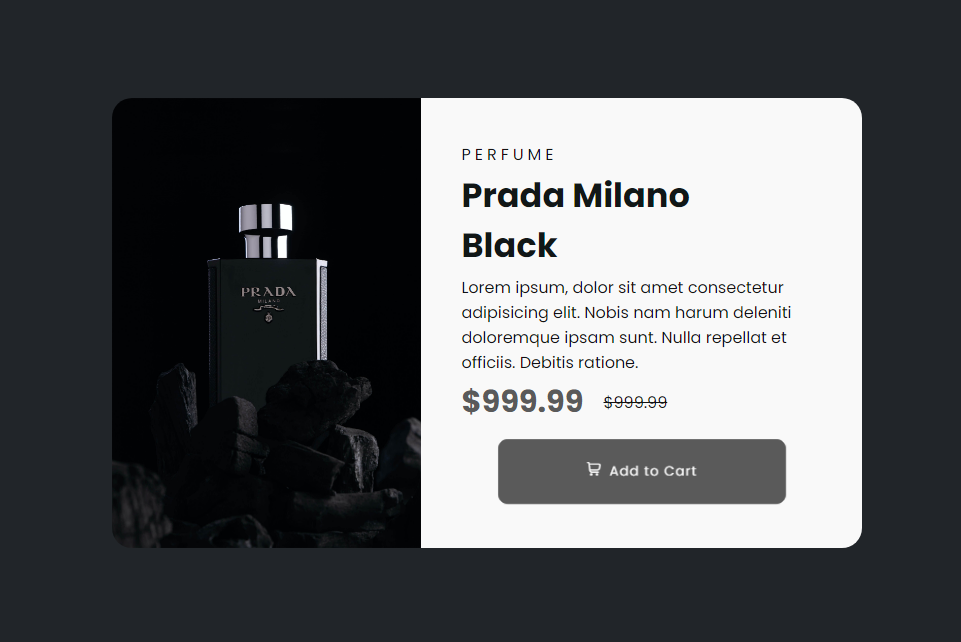 PRADA
MILANO
PERFUME
Prada Milano
Black
Lorem ipsum, dolor sit amet consectetur
adipisicing elit. Nobis nam harum deleniti
doloremque ipsam sunt. Nulla repellat et
officiis. Debitis ratione.
$999.99 $999.99
Add to Cart